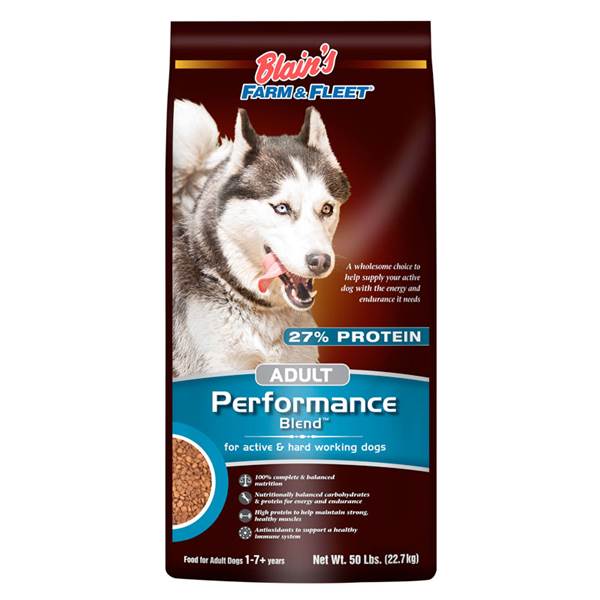 Blain's
FARM & FLEET®
A wholesome choice to
help supply your active
dog with the energy and
endurance it needs
27% PROTEIN
ADULT
Performance
Blend™
for active & hard working dogs
100% complete & balanced
nutrition
Nutritionally balanced carbohydrates
& protein for energy and endurance
High protein to help maintain strong,
healthy muscles
Antioxidants to support a healthy
immune system
Food for Adult Dogs 1-7+ years
Net Wt. 50 Lbs. (22.7kg)